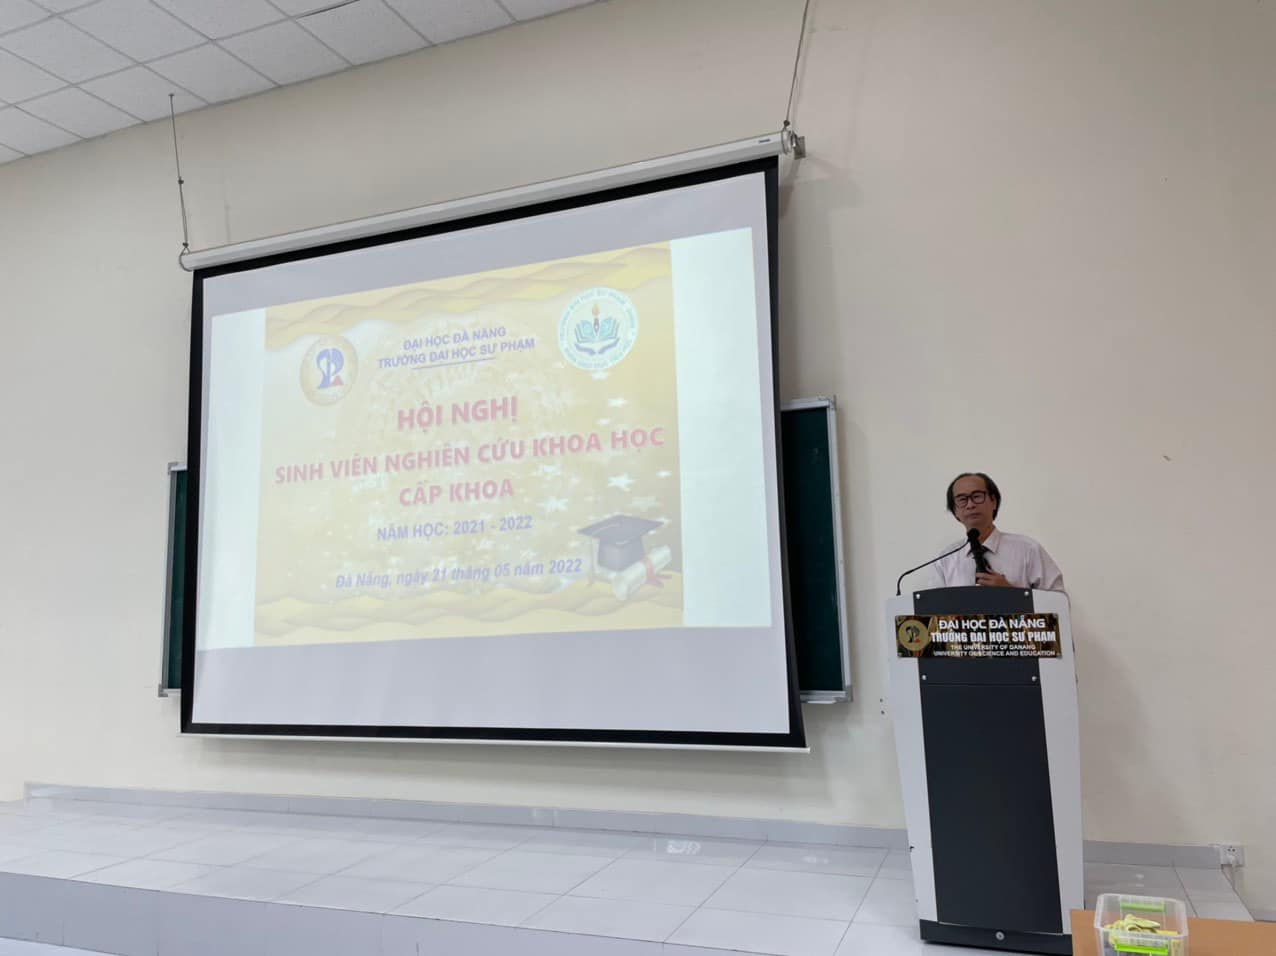 ĐẠI HỌC ĐÀ NẴNG
TRƯỜNG ĐẠI HỌC SƯ PHẠM
HỘI NGHỊ
SINH VIÊN NGHIÊN CỨU KHOA HỌC
CẤP KHOA
NĂM HỌC: 2021 - 2022
Đà Nẵng, ngày 21 tháng 05 năm 2022
ĐẠI HỌC ĐÀ NẴNG
TRƯỜNG ĐẠI HỌC SƯ PHẠM
THE UNIVERSITY OF DANANG
UNIVERSITY OF SCIENCE AND EDUCATION